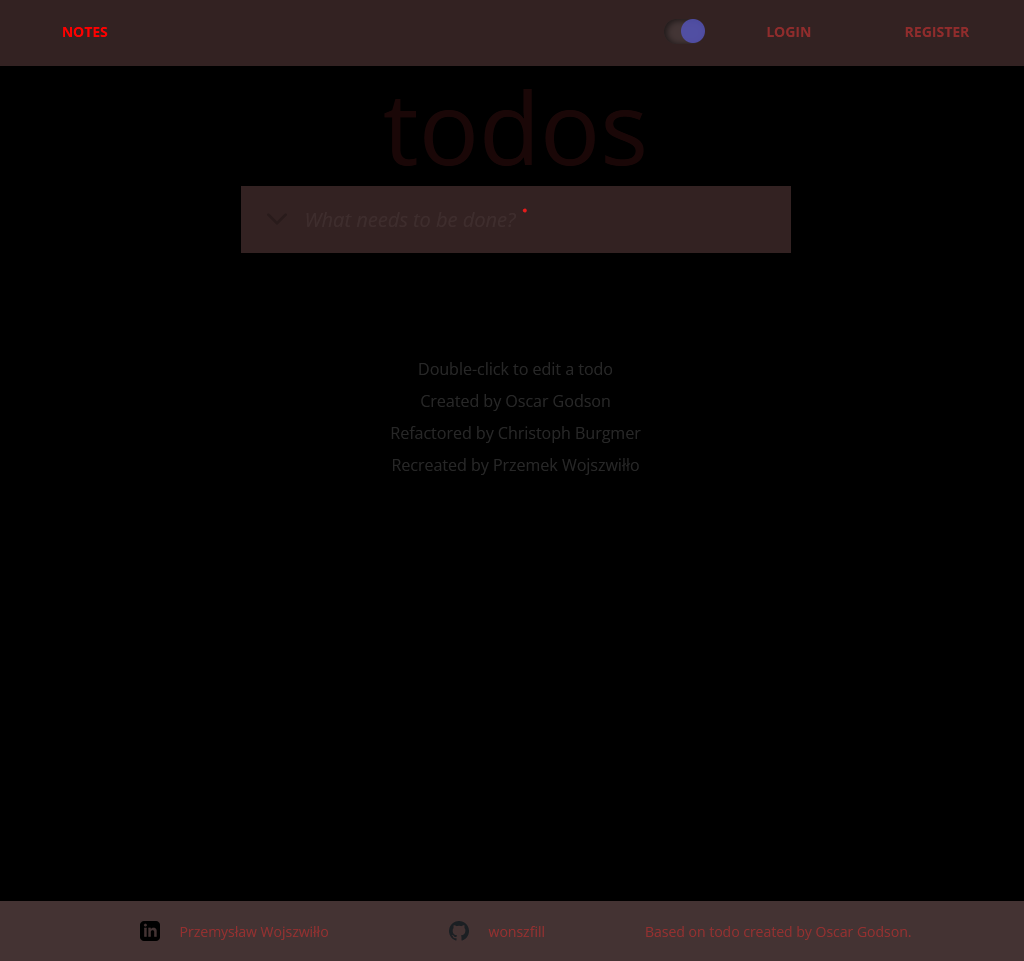 NOTES LOGIN REGISTER
todos
What needs to be done? *
Double-click to edit a todo
Created by Oscar Godson
Refactored by Christoph Burgmer
Recreated by Przemek Wojszwiłło
in Przemysław Wojszwiłło wonszfill Based on todo created by Oscar Godson.